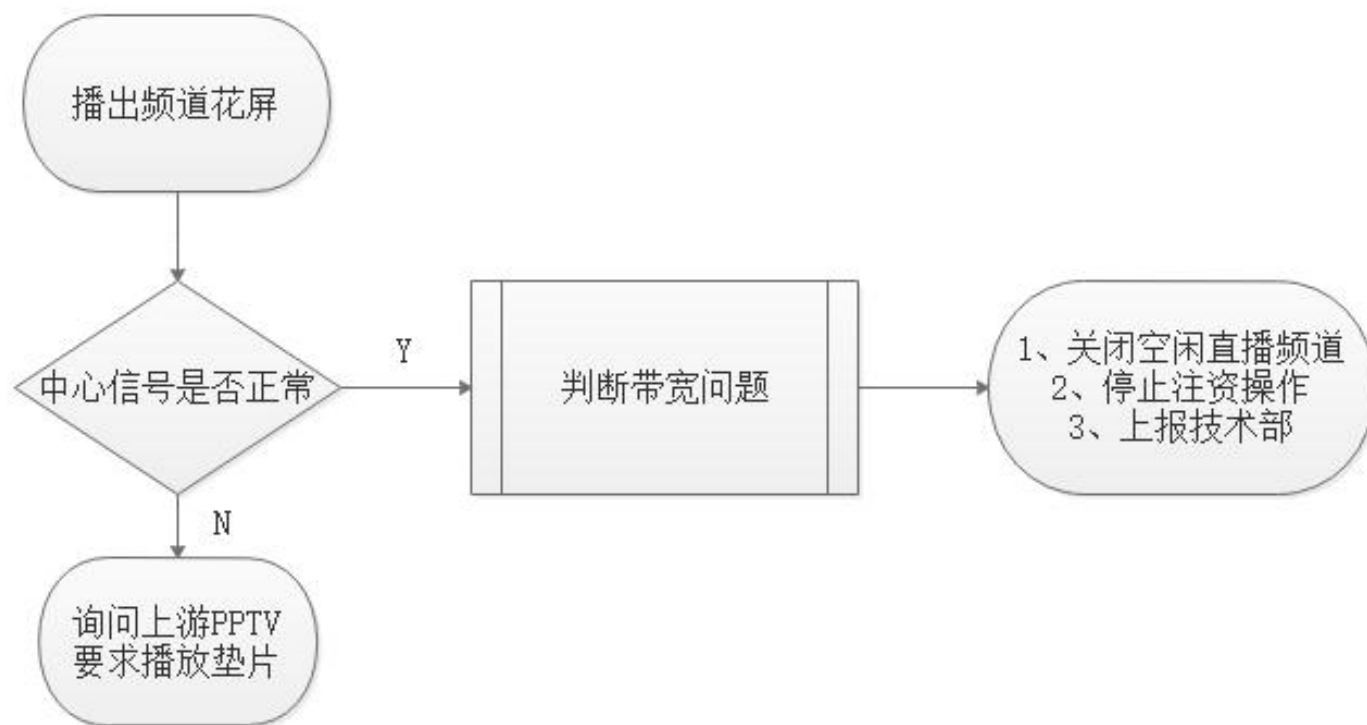 播出频道花屏
中心信号是否正常
Y
判断带宽问题
1、关闭空闲直播频道
2、停止注资操作
3、上报技术部
N
询问上游PPTV
要求播放垫片